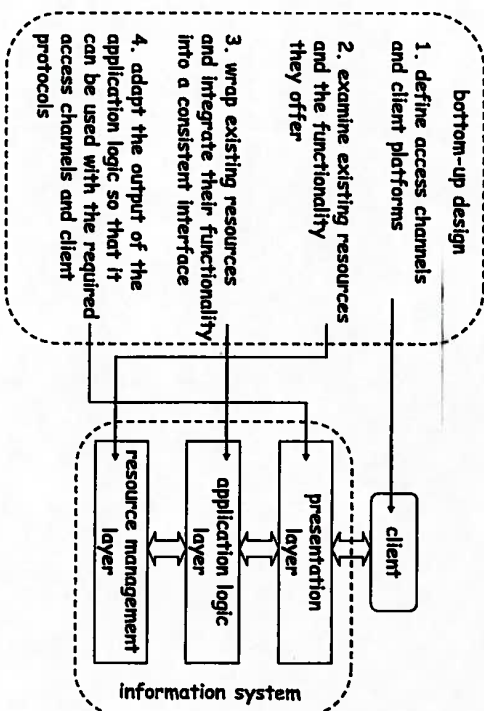 bottom-up design
1. define access channels
and client platforms
2. examine existing resources
and the functionality
they offer
3. wrap existing resources
and integrate their functionality
into a consistent interface
4. adapt the output of the
application logic so that it
can be used with the required
access channels and client
protocols
client
presentation
layer
application logic
layer
resource management
layer
information system